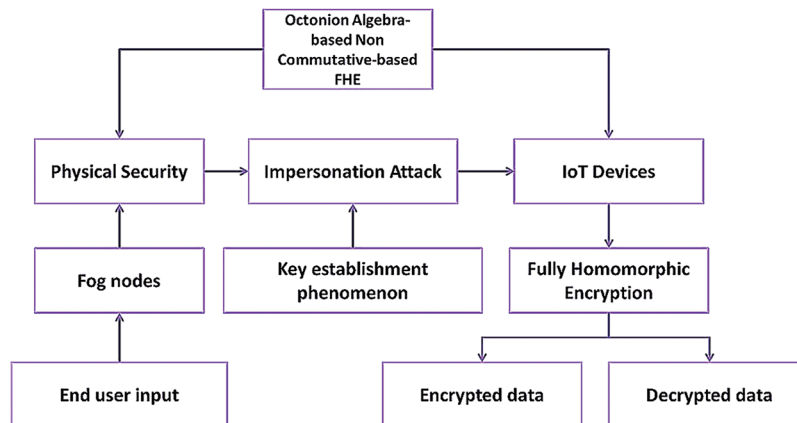 Octonion Algebra-
based Non
Commutative-based
FHE
Physical Security
Impersonation Attack
IoT Devices
Fog nodes
Key establishment
phenomenon
Fully Homomorphic
Encryption
End user input
Encrypted data
Decrypted data